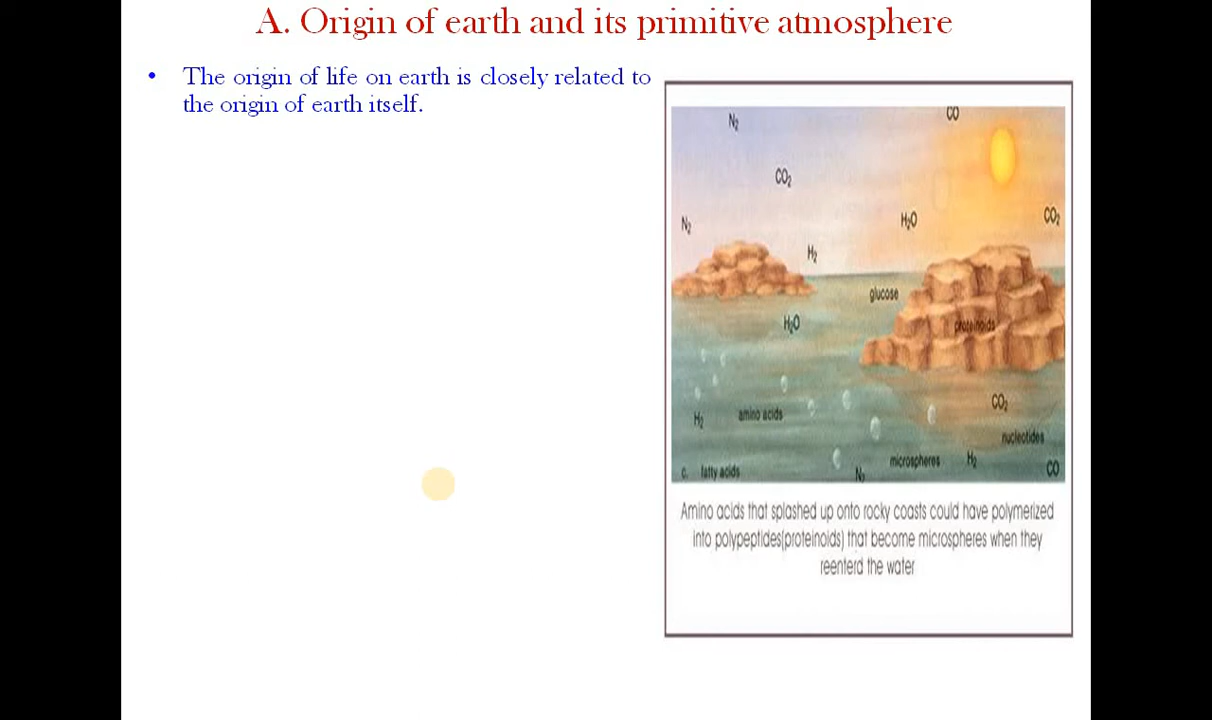 A. Origin of earth and its primitive atmosphere
• The origin of life on earth is closely related to
the origin of earth itself.
N₂
CO
CO₂
N₂
H₂O
CO₂
H₂
glucose
H₂O
proteinoids
CO₂
H₂
amino acids
nucleotides
microspheres
H₂
c. fatty acids
N₂
CO
Amino acids that splashed up onto rocky coasts could have polymerized
into polypeptides(proteinoids) that become microspheres when they
reenterd the water